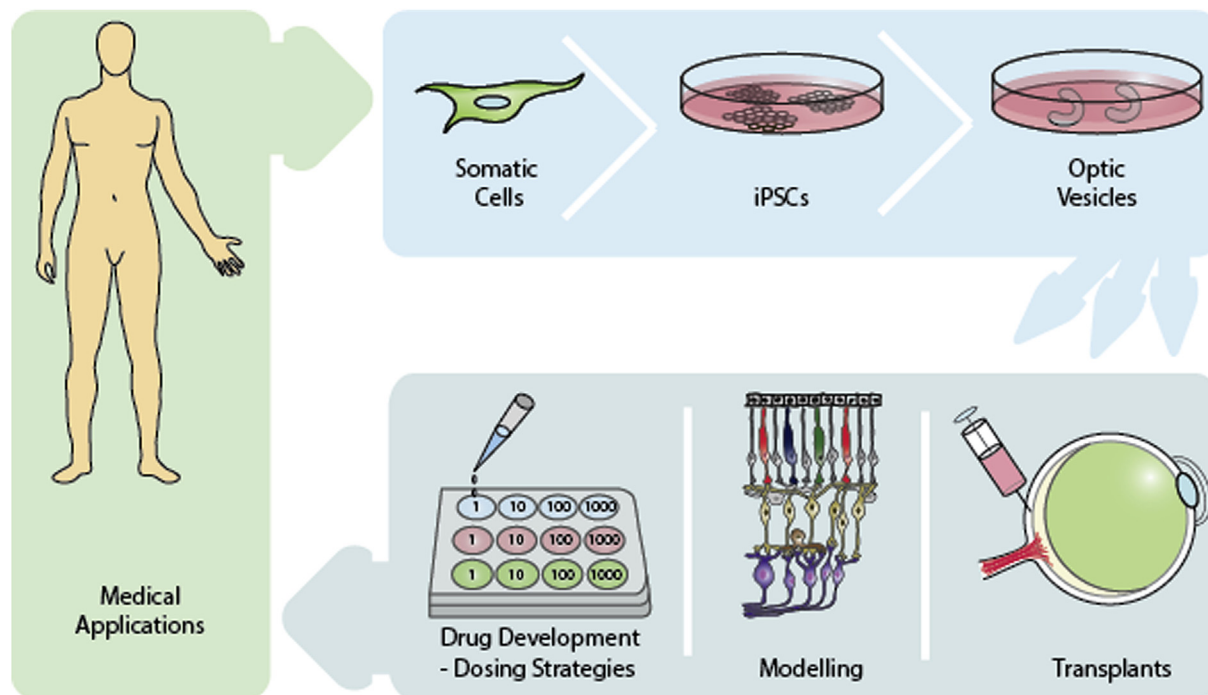 Somatic
Cells
iPSCs
Optic
Vesicles
1 10 100 1000
1 10 100 1000
1 10 100 1000
Medical
Applications
Drug Development
- Dosing Strategies
Modelling
Transplants